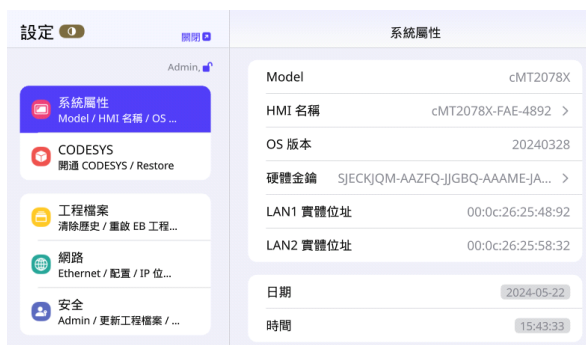 設定
關閉
Admin,
系統屬性
Model / HMI 名稱 / OS ...
CODESYS
開通 CODESYS / Restore
工程檔案
清除歷史 / 重啟 EB 工程...
網路
Ethernet / 配置 / IP 位...
安全
Admin / 更新工程檔案 / ...
系統屬性
Model cMT2078X
HMI 名稱 cMT2078X-FAE-4892 >
OS 版本 20240328
硬體金鑰 SJECKJQM-AAZFQ-JJGBQ-AAAME-JA... >
LAN1 實體位址 00:0c:26:25:48:92
LAN2 實體位址 00:0c:26:25:58:32
日期 2024-05-22
時間 15:43:33